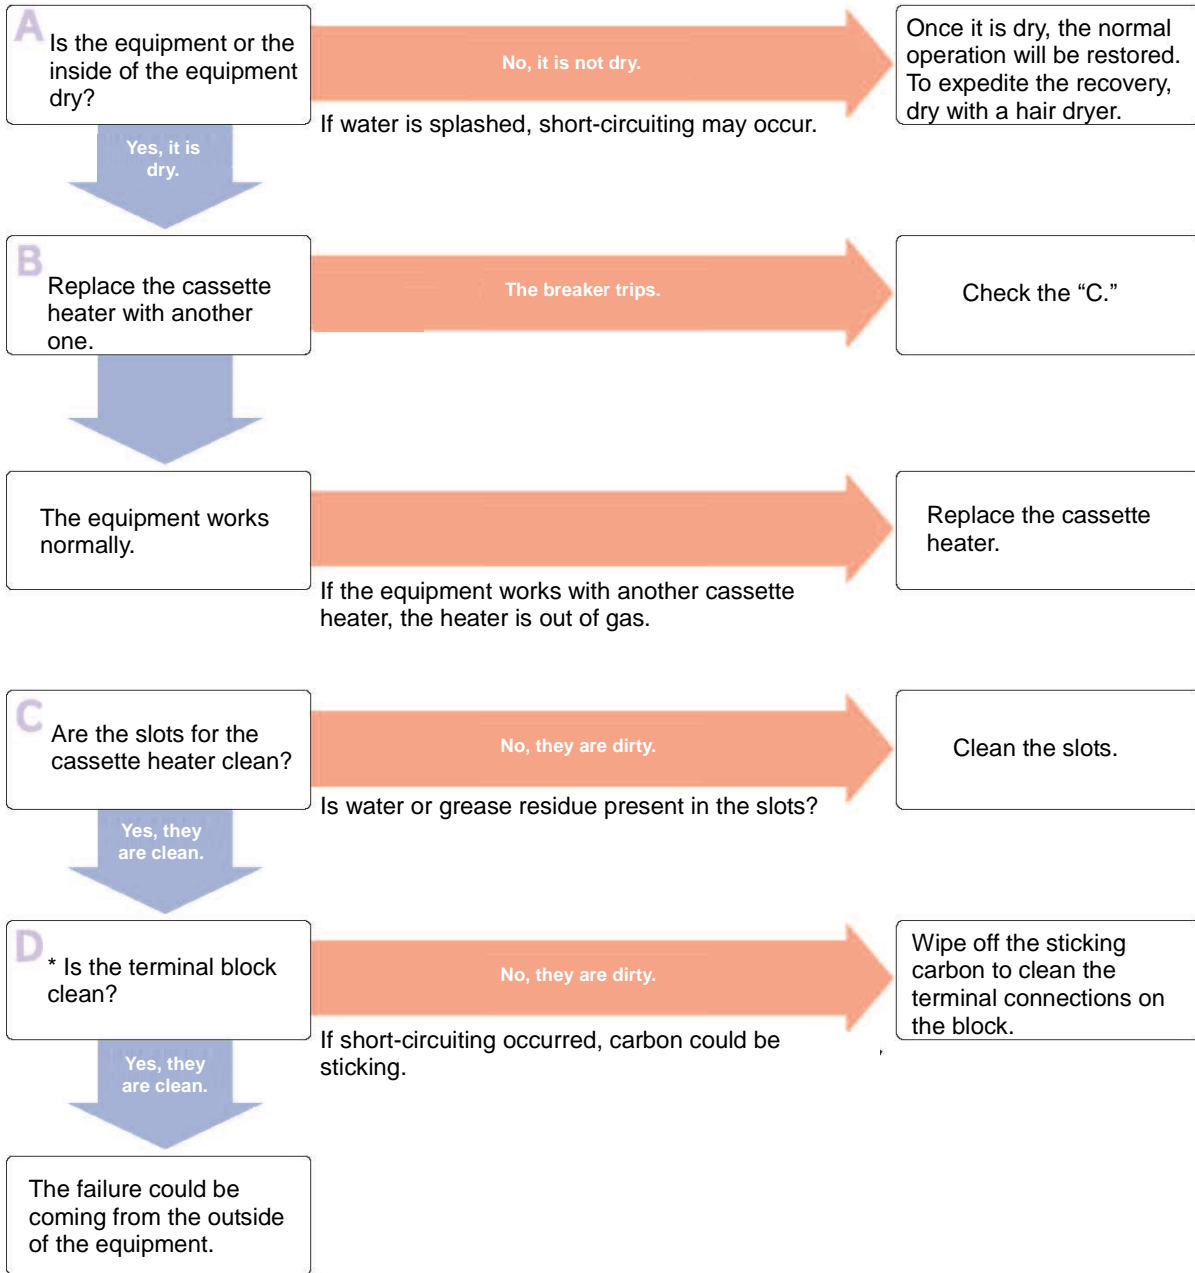 A
Is the equipment or the
inside of the equipment
dry?
No, it is not dry.
If water is splashed, short-circuiting may occur.
Once it is dry, the normal
operation will be restored.
To expedite the recovery,
dry with a hair dryer.
Yes, it is
dry.
B
Replace the cassette
heater with another
one.
The breaker trips.
Check the “C.”
The equipment works
normally.
If the equipment works with another cassette
heater, the heater is out of gas.
Replace the cassette
heater.
C
Are the slots for the
cassette heater clean?
No, they are dirty.
Is water or grease residue present in the slots?
Clean the slots.
Yes, they
are clean.
D
* Is the terminal block
clean?
No, they are dirty.
If short-circuiting occurred, carbon could be
sticking.
Wipe off the sticking
carbon to clean the
terminal connections on
the block.
Yes, they
are clean.
The failure could be
coming from the outside
of the equipment.